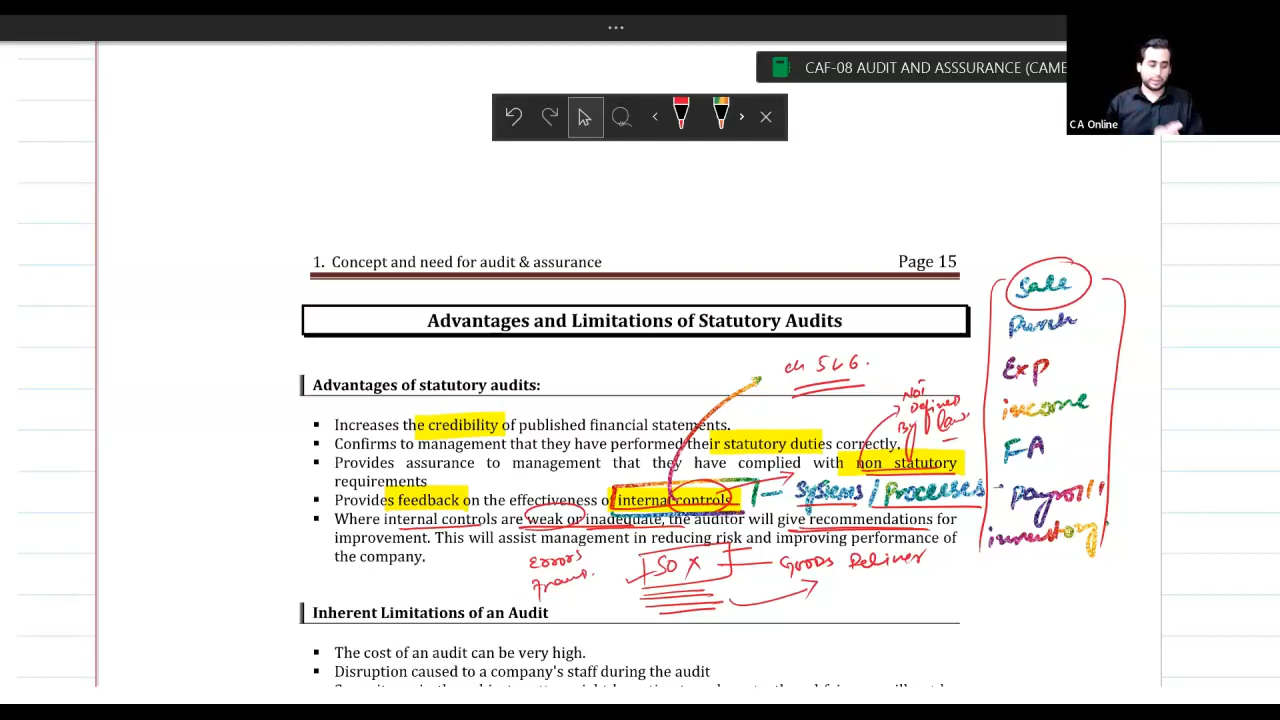 CAF-08 AUDIT AND ASSSURANCE (CAME
C A Online
1. Concept and need for audit & assurance Page 15
Advantages and Limitations of Statutory Audits
Advantages of statutory audits:
▪ Increases the credibility of published financial statements.
▪ Confirms to management that they have performed their statutory duties correctly.
▪ Provides assurance to management that they have complied with non statutory
requirements
▪ Provides feedback on the effectiveness of internal controls
▪ Where internal controls are weak or inadequate, the auditor will give recommendations for
improvement. This will assist management in reducing risk and improving performance of
the company.
Inherent Limitations of an Audit
▪ The cost of an audit can be very high.
▪ Disruption caused to a company's staff during the audit
ch 5 & 6.
Not
Defined
By law
Systems / Processes
Errors
Fraud.
Goods Deliver
Sale
Purch
Exp
income
FA
payroll
inventory